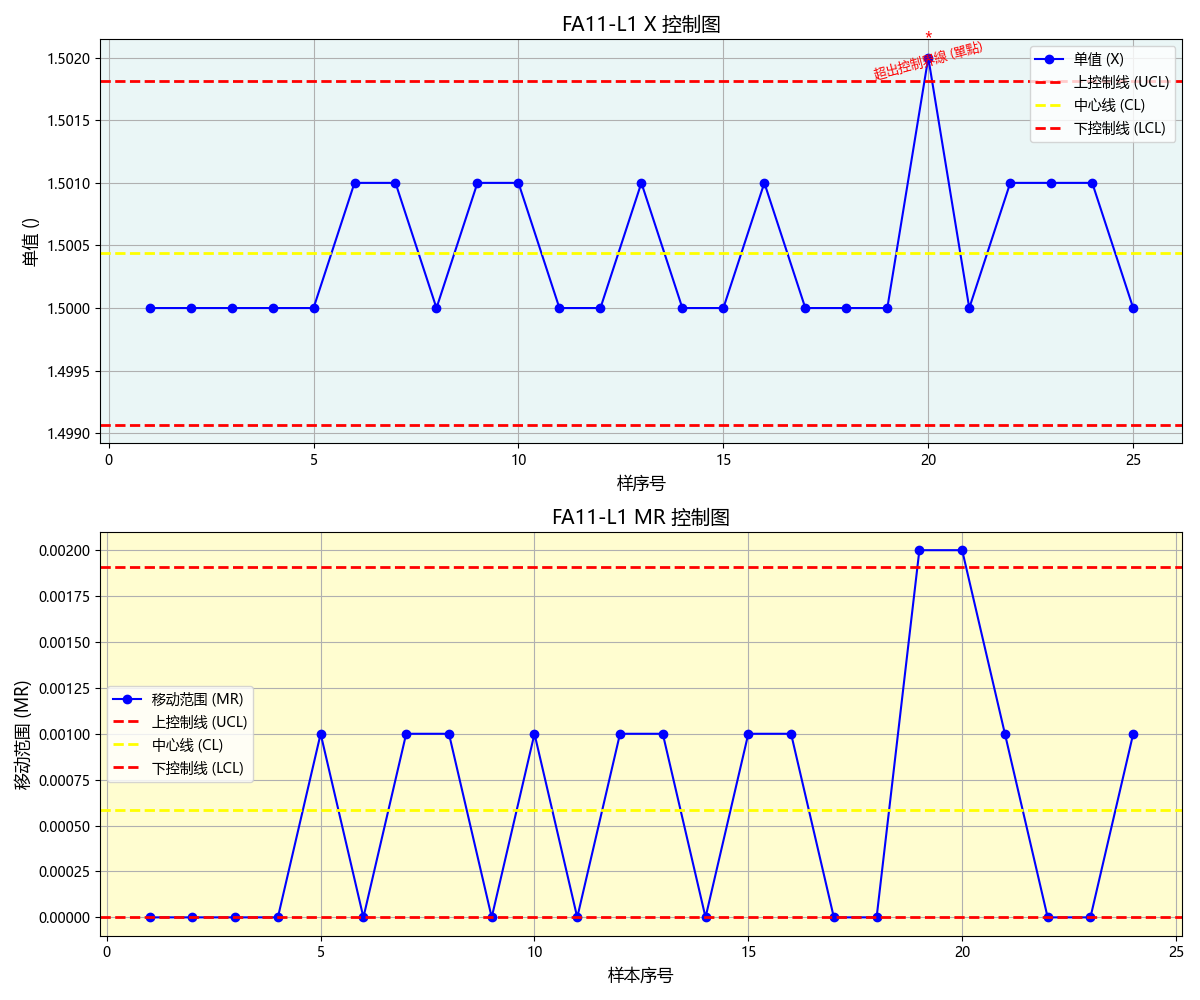 FA11-L1 X 控制图
*
超出控制界線 (單點)
单值 (X)
上控制线 (UCL)
中心线 (CL)
下控制线 (LCL)
单值 ()
1.5020
1.5015
1.5010
1.5005
1.5000
1.4995
1.4990
0 5 10 15 20 25
样序号
FA11-L1 MR 控制图
移动范围 (MR)
0.00200
0.00175
0.00150
0.00125
0.00100
0.00075
0.00050
0.00025
0.00000
移动范围 (MR)
上控制线 (UCL)
中心线 (CL)
下控制线 (LCL)
0 5 10 15 20 25
样本序号